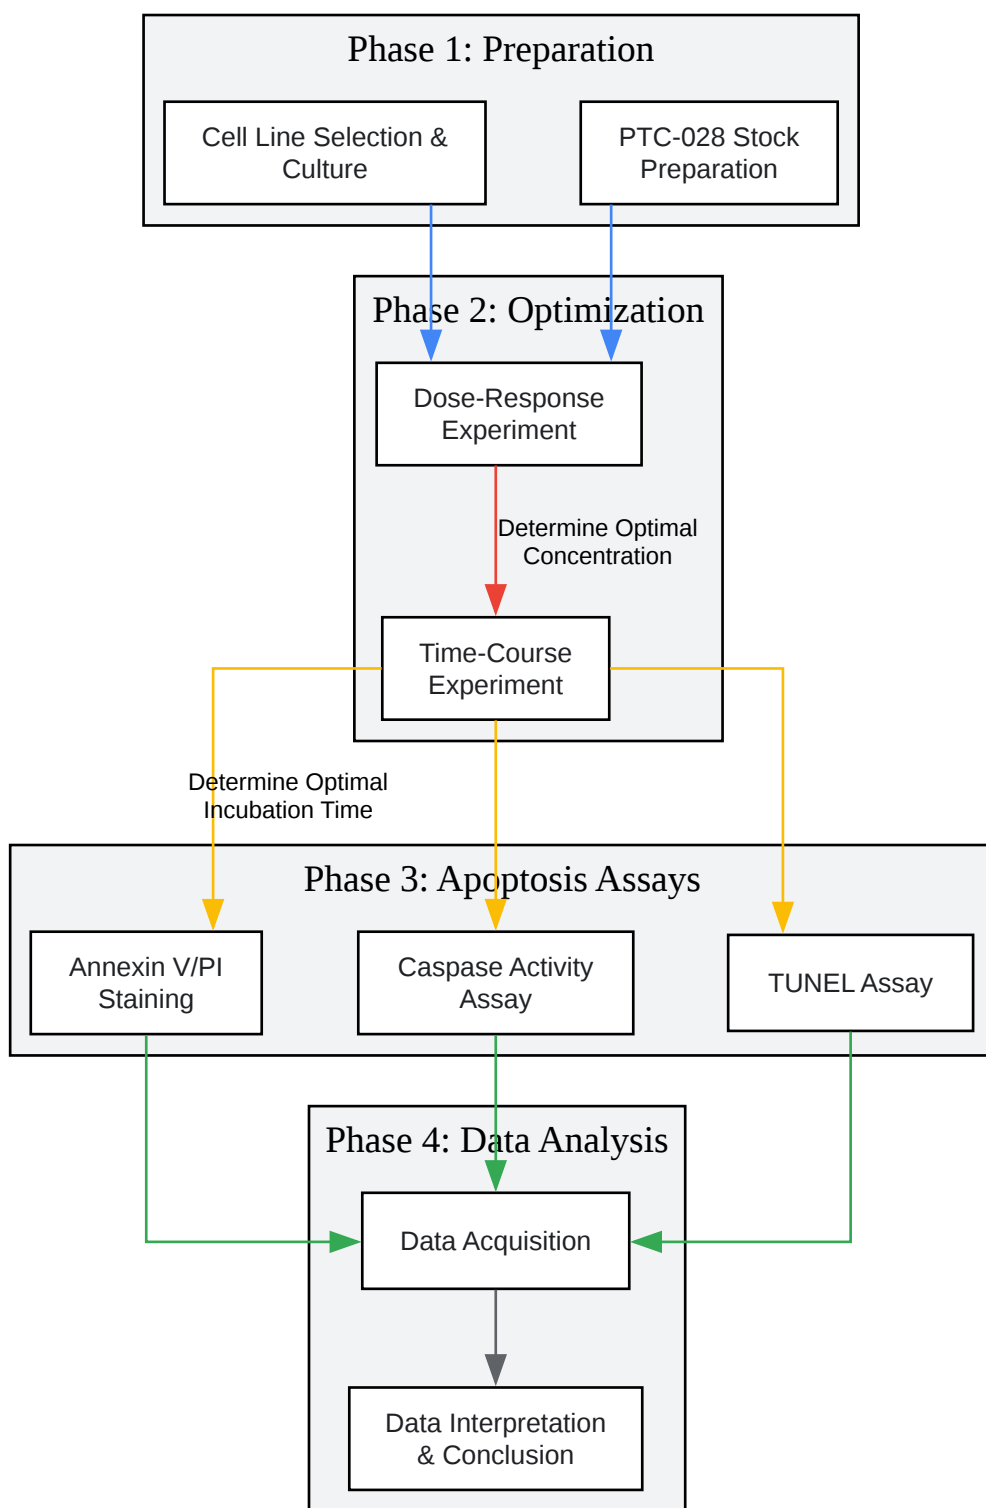 Phase 1: Preparation
Cell Line Selection &
Culture
PTC-028 Stock
Preparation
Phase 2: Optimization
Dose-Response
Experiment
Determine Optimal
Concentration
Time-Course
Experiment
Determine Optimal
Incubation Time
Phase 3: Apoptosis Assays
Annexin V/PI
Staining
Caspase Activity
Assay
TUNEL Assay
Phase 4: Data Analysis
Data Acquisition
Data Interpretation
& Conclusion